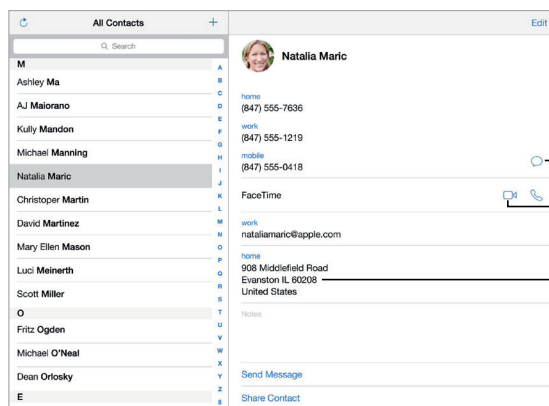 All Contacts +
Search
M
Ashley Ma
AJ Maiorano
Kully Mandon
Michael Manning
Natalia Maric
Christoper Martin
David Martinez
Mary Ellen Mason
Luci Meinerth
Scott Miller
O
Fritz Ogden
Michael O'Neal
Dean Orlosky
E
A
B
C
D
E
F
G
H
I
J
K
L
M
N
O
P
Q
R
S
T
U
V
W
X
Y
Z
#
Edit
Natalia Maric
home
(847) 555-7636
work
(847) 555-1219
mobile
(847) 555-0418
FaceTime
work
nataliamaric@apple.com
home
908 Middlefield Road
Evanston IL 60208
United States
Notes
Send Message
Share Contact